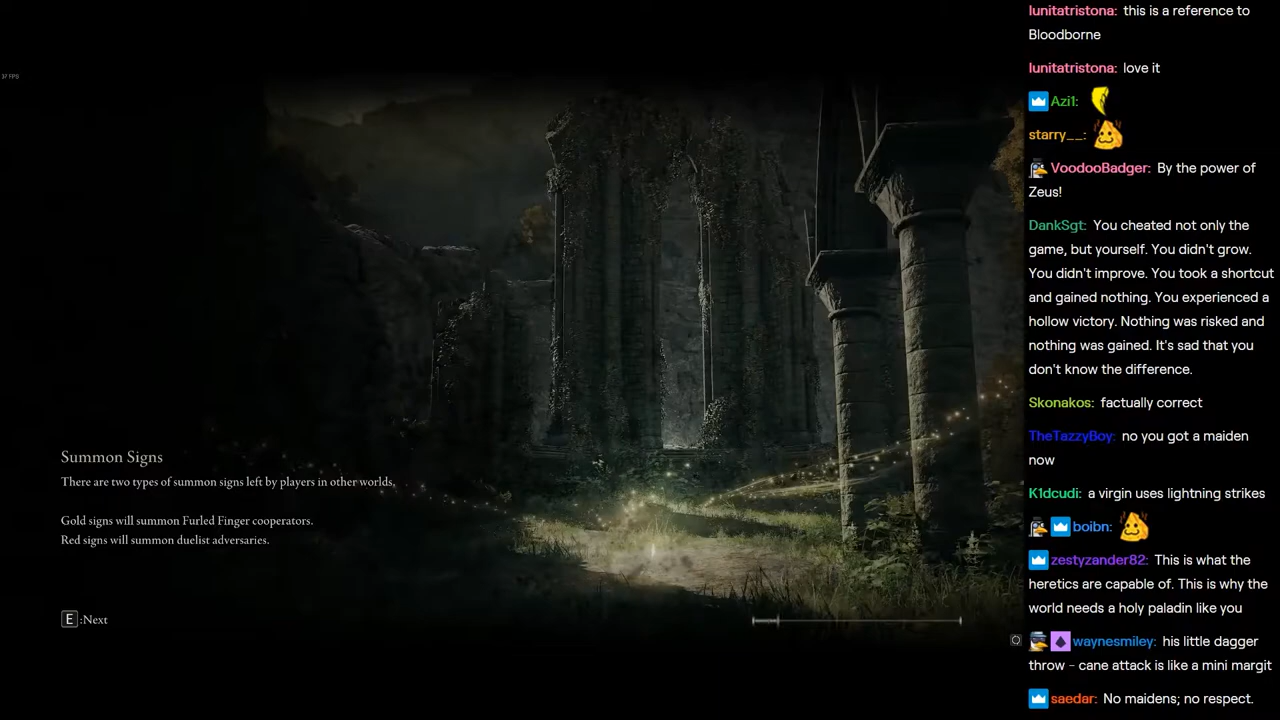 37 FPS
Summon Signs
There are two types of summon signs left by players in other worlds.
Gold signs will summon Furled Finger cooperators.
Red signs will summon duelist adversaries.
E :Next
lunitatristona: this is a reference to
Bloodborne
lunitatristona: love it
Azi1:
starry__:
VoodooBadger: By the power of
Zeus!
DankSgt: You cheated not only the
game, but yourself. You didn't grow.
You didn't improve. You took a shortcut
and gained nothing. You experienced a
hollow victory. Nothing was risked and
nothing was gained. It's sad that you
don't know the difference.
Skonakos: factually correct
TheTazzyBoy: no you got a maiden
now
K1dcudi: a virgin uses lightning strikes
boibn:
zestyzander82: This is what the
heretics are capable of. This is why the
world needs a holy paladin like you
waynesmiley: his little dagger
throw - cane attack is like a mini margit
saedar: No maidens; no respect.